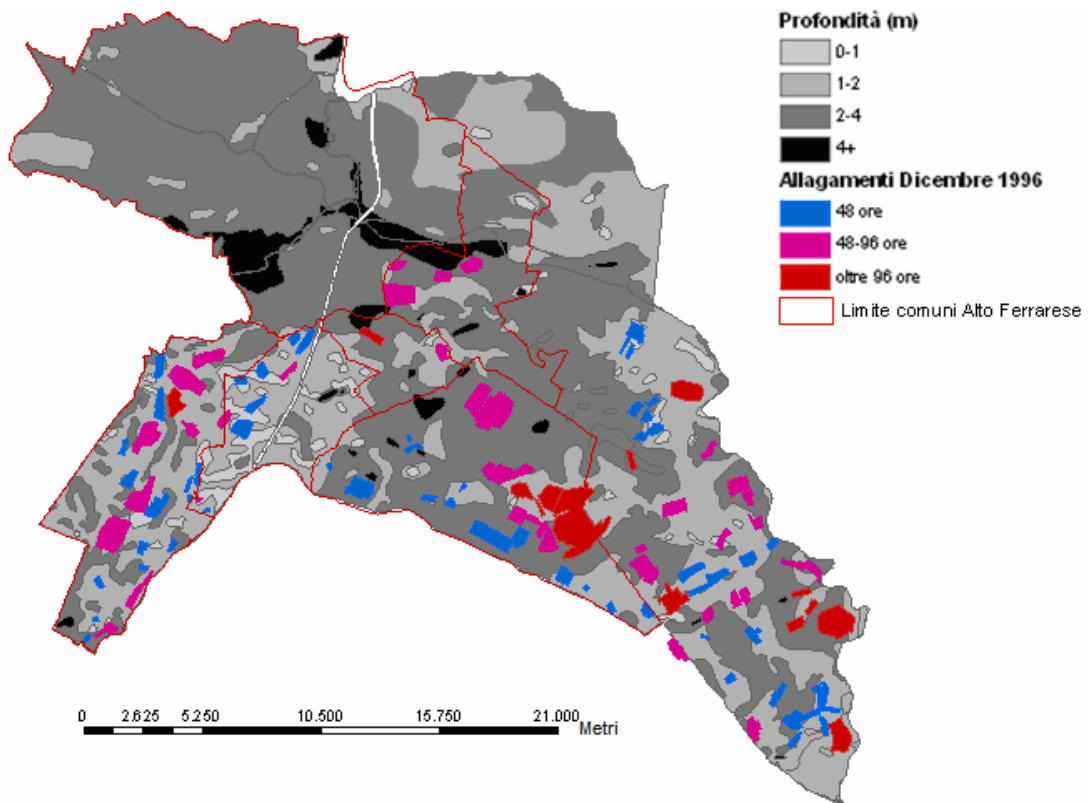 Profondità (m)
0-1
1-2
2-4
4+
Allagamenti Dicembre 1996
48 ore
48-96 ore
oltre 96 ore
Limite comuni Alto Ferrarese
0 2.625 5.250 10.500 15.750 21.000
Metri